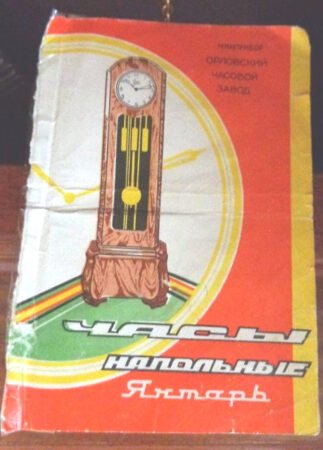 МИНПРИБОР
ОРЛОВСКИЙ
ЧАСОВОЙ
ЗАВОД
ЧАСЫ
НАПОЛЬНЫЕ
Янтарь